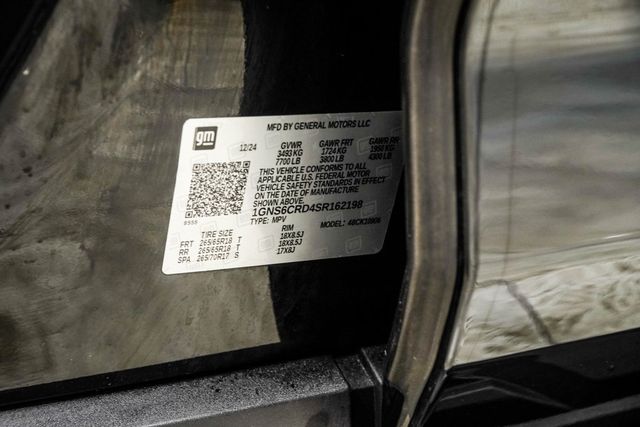 gm
MFD BY GENERAL MOTORS LLC
12/24 GVWR GAWR FRT GAWR RR
3493 KG 1724 KG 1950 KG
7700 LB 3800 LB 4300 LB
THIS VEHICLE CONFORMS TO ALL
APPLICABLE U.S. FEDERAL MOTOR
VEHICLE SAFETY STANDARDS IN EFFECT
ON THE DATE OF MANUFACTURE
SHOWN ABOVE.
1GNS6CRD4SR162198
TYPE: MPV MODEL:
TIRE SIZE RIM
FRT 265/65R18 T 18X8.5J
RR 265/65R18 T 18X8.5J
SPA 265/70R17 S 17X8J